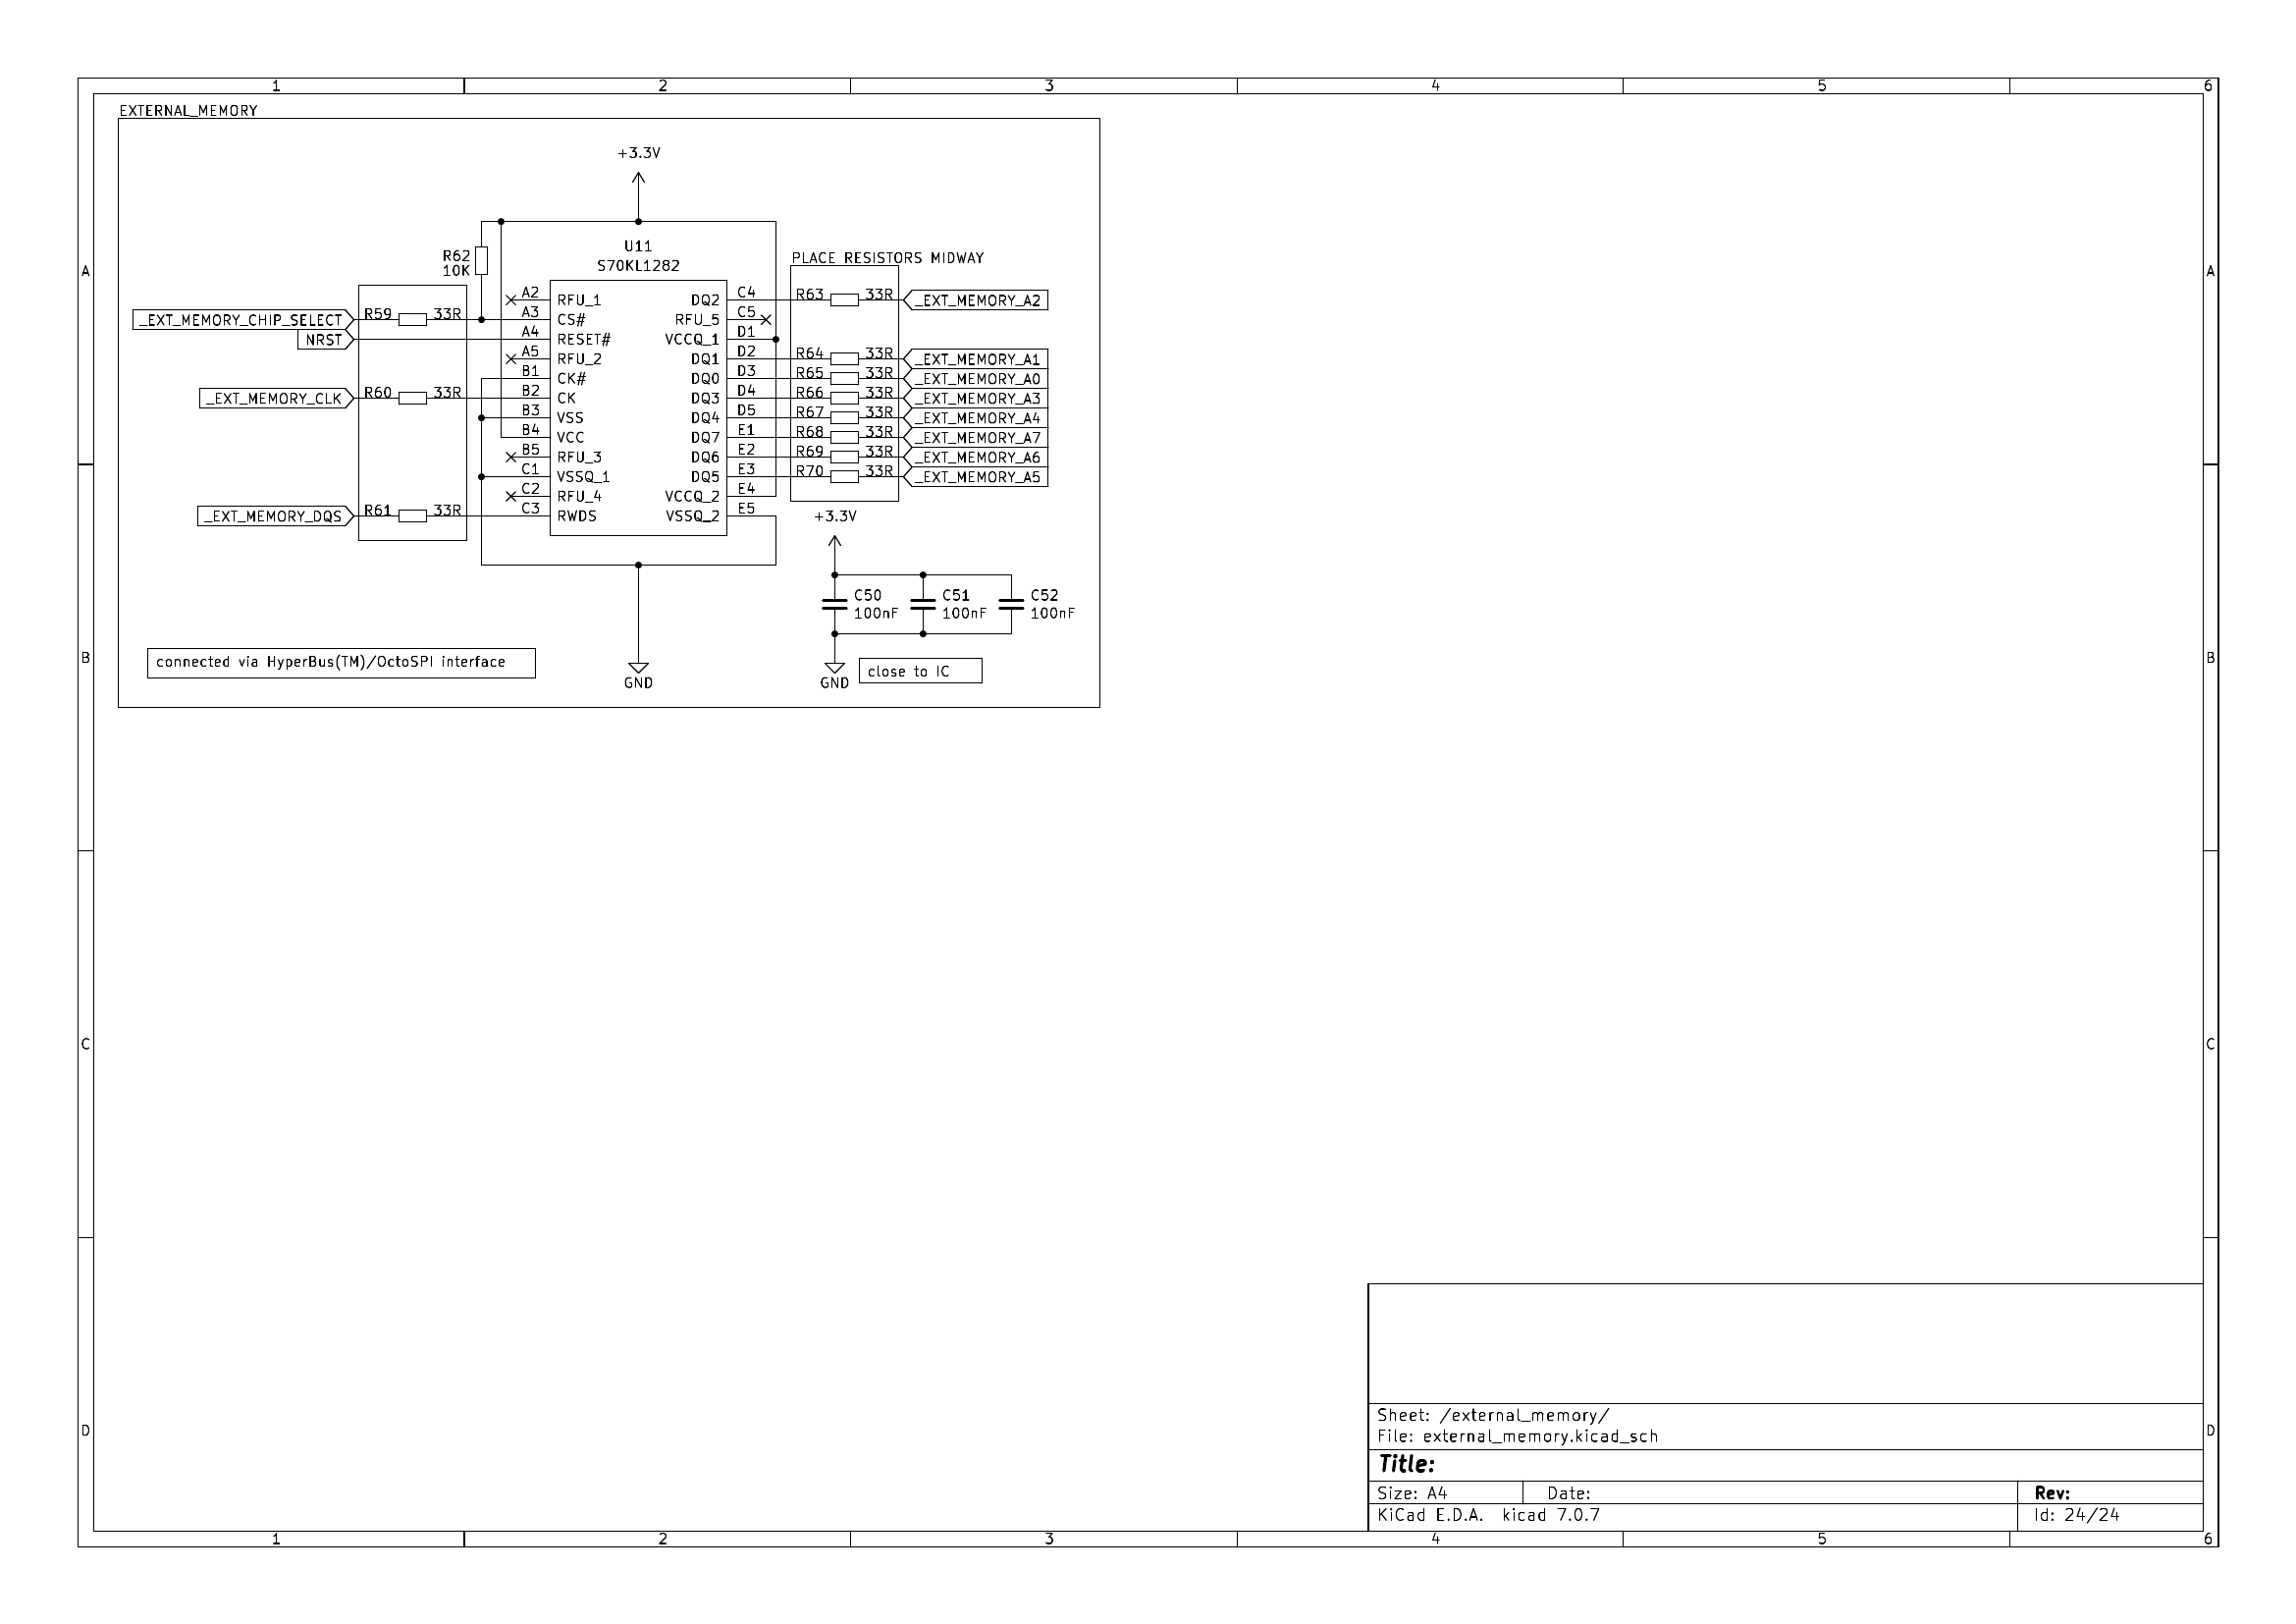 1 2 3 4 5 6
EXTERNAL_MEMORY
+3.3V
U11
S70KL1282
R62
10K
PLACE RESISTORS MIDWAY
A A
A2 RFU_1 DQ2 C4 R63 33R _EXT_MEMORY_A2
_EXT_MEMORY_CHIP_SELECT R59 33R A3 CS# RFU_5 C5
NRST A4 RESET# VCCQ_1 D1
A5 RFU_2 DQ1 D2 R64 33R _EXT_MEMORY_A1
B1 CK# DQ0 D3 R65 33R _EXT_MEMORY_A0
_EXT_MEMORY_CLK R60 33R B2 CK DQ3 D4 R66 33R _EXT_MEMORY_A3
B3 VSS DQ4 D5 R67 33R _EXT_MEMORY_A4
B4 VCC DQ7 E1 R68 33R _EXT_MEMORY_A7
B5 RFU_3 DQ6 E2 R69 33R _EXT_MEMORY_A6
C1 VSSQ_1 DQ5 E3 R70 33R _EXT_MEMORY_A5
C2 RFU_4 VCCQ_2 E4
_EXT_MEMORY_DQS R61 33R C3 RWDS VSSQ_2 E5
+3.3V
C50 C51 C52
100nF 100nF 100nF
B B
connected via HyperBus(TM)/OctoSPI interface
close to IC
GND GND
C C
D D
Sheet: /external_memory/
File: external_memory.kicad_sch
Title:
Size: A4 Date: Rev:
KiCad E.D.A. kicad 7.0.7 Id: 24/24
1 2 3 4 5 6